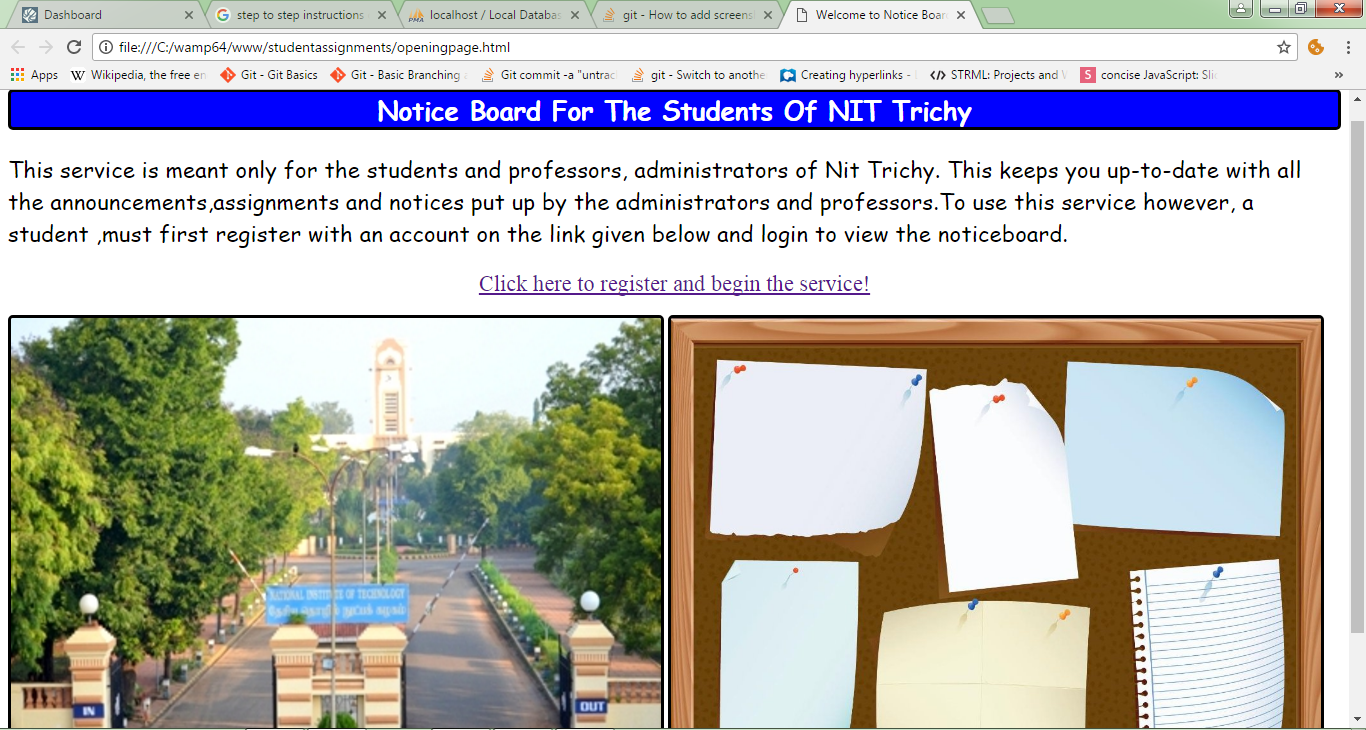 Dashboard
step to step instructions
localhost / Local Databas
git - How to add screens
Welcome to Notice Boar
file:///C:/wamp64/www/studentassignments/openingpage.html
Apps
Wikipedia, the free en
Git - Git Basics
Git - Basic Branching
Git commit -a "untrac
git - Switch to anothe
Creating hyperlinks -
STRML: Projects and
concise JavaScript: Sli
Notice Board For The Students Of NIT Trichy
This service is meant only for the students and professors, administrators of Nit Trichy. This keeps you up-to-date with all
the announcements,assignments and notices put up by the administrators and professors.To use this service however, a
student ,must first register with an account on the link given below and login to view the noticeboard.
Click here to register and begin the service!
NATIONAL INSTITUTE OF TECHNOLOGY
IN
OUT